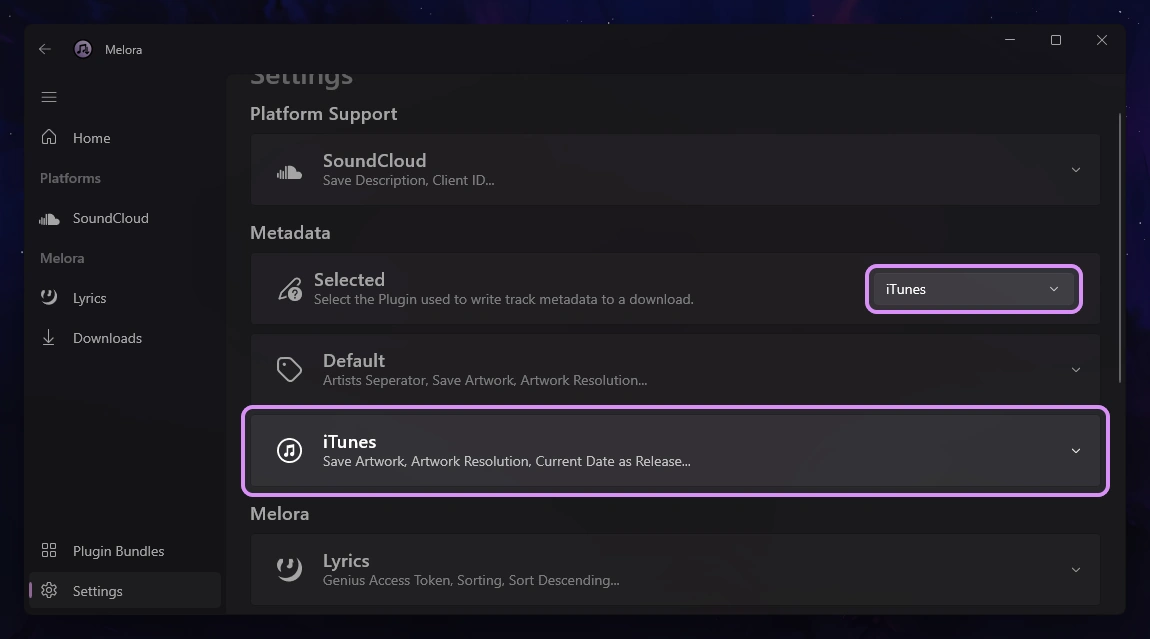 Melora
Home
Platforms
SoundCloud
Melora
Lyrics
Downloads
Plugin Bundles
Settings
Settings
Platform Support
SoundCloud
Save Description, Client ID...
Metadata
Selected
Select the Plugin used to write track metadata to a download.
iTunes
Default
Artists Seperator, Save Artwork, Artwork Resolution...
iTunes
Save Artwork, Artwork Resolution, Current Date as Release...
Melora
Lyrics
Genius Access Token, Sorting, Sort Descending...